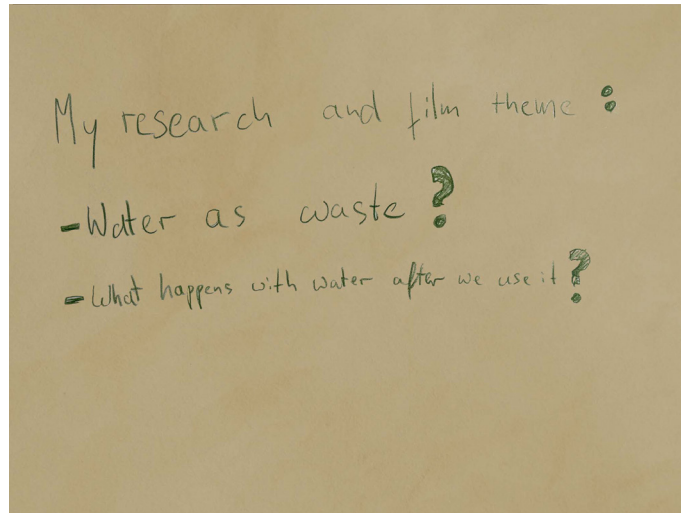 My research and film theme :
- Water as waste ?
- What happens with water after we use it ?